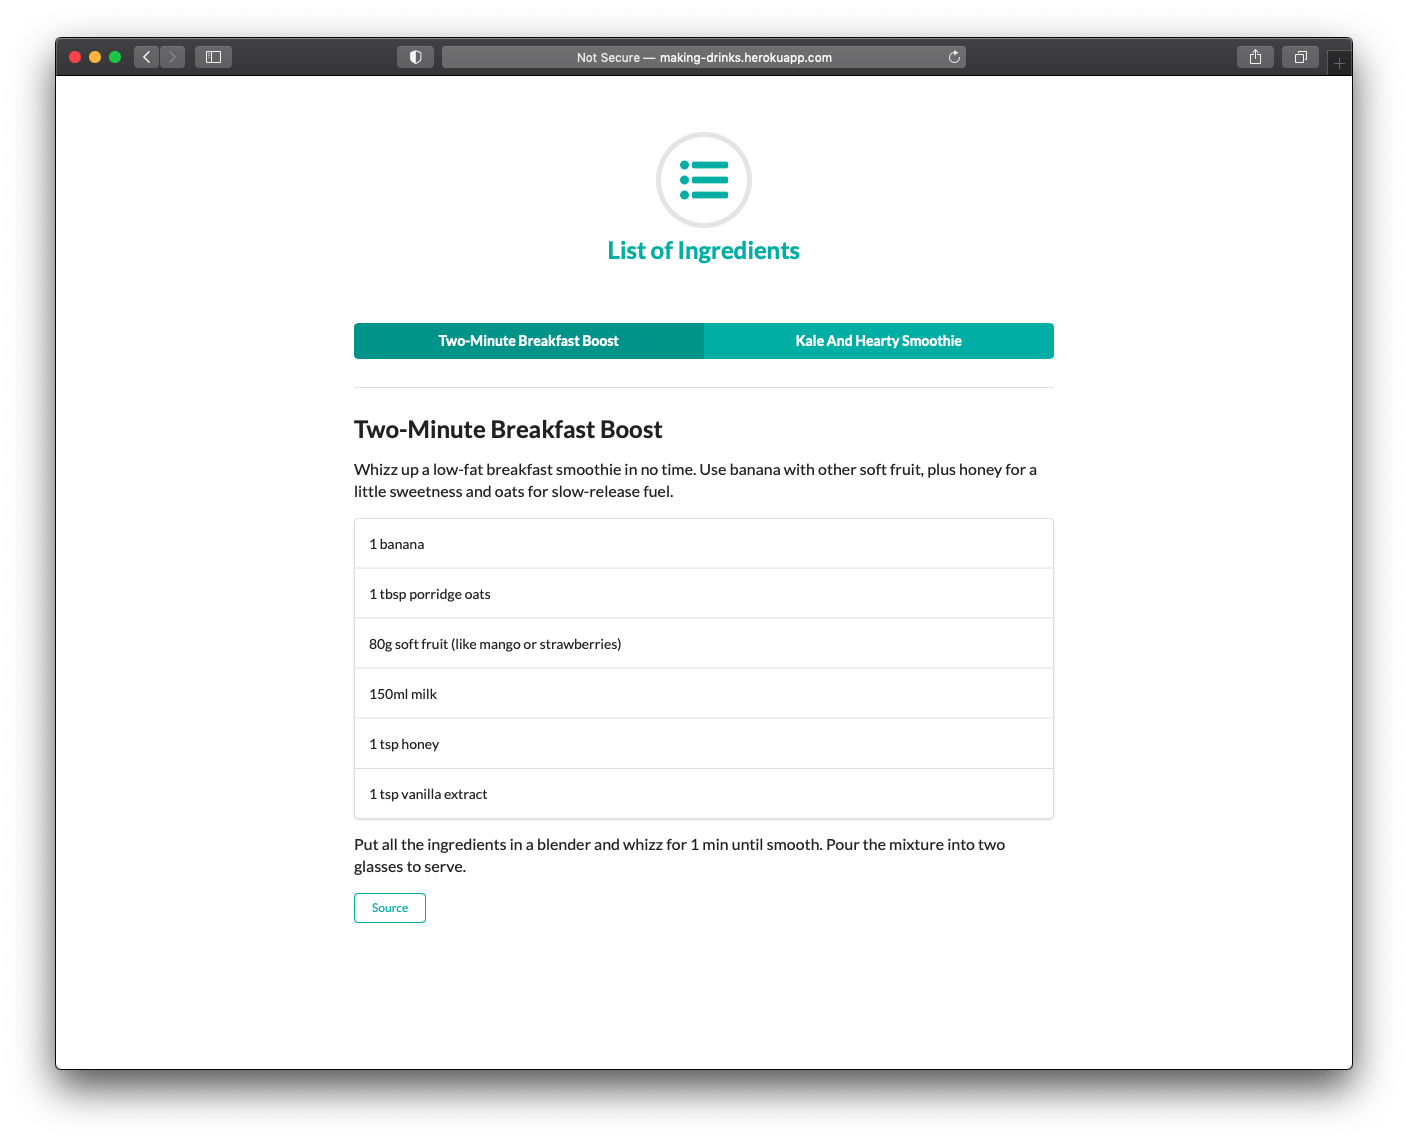 Not Secure — making-drinks.herokuapp.com
List of Ingredients
Two-Minute Breakfast Boost
Kale And Hearty Smoothie
Two-Minute Breakfast Boost
Whizz up a low-fat breakfast smoothie in no time. Use banana with other soft fruit, plus honey for a
little sweetness and oats for slow-release fuel.
1 banana
1 tbsp porridge oats
80g soft fruit (like mango or strawberries)
150ml milk
1 tsp honey
1 tsp vanilla extract
Put all the ingredients in a blender and whizz for 1 min until smooth. Pour the mixture into two
glasses to serve.
Source